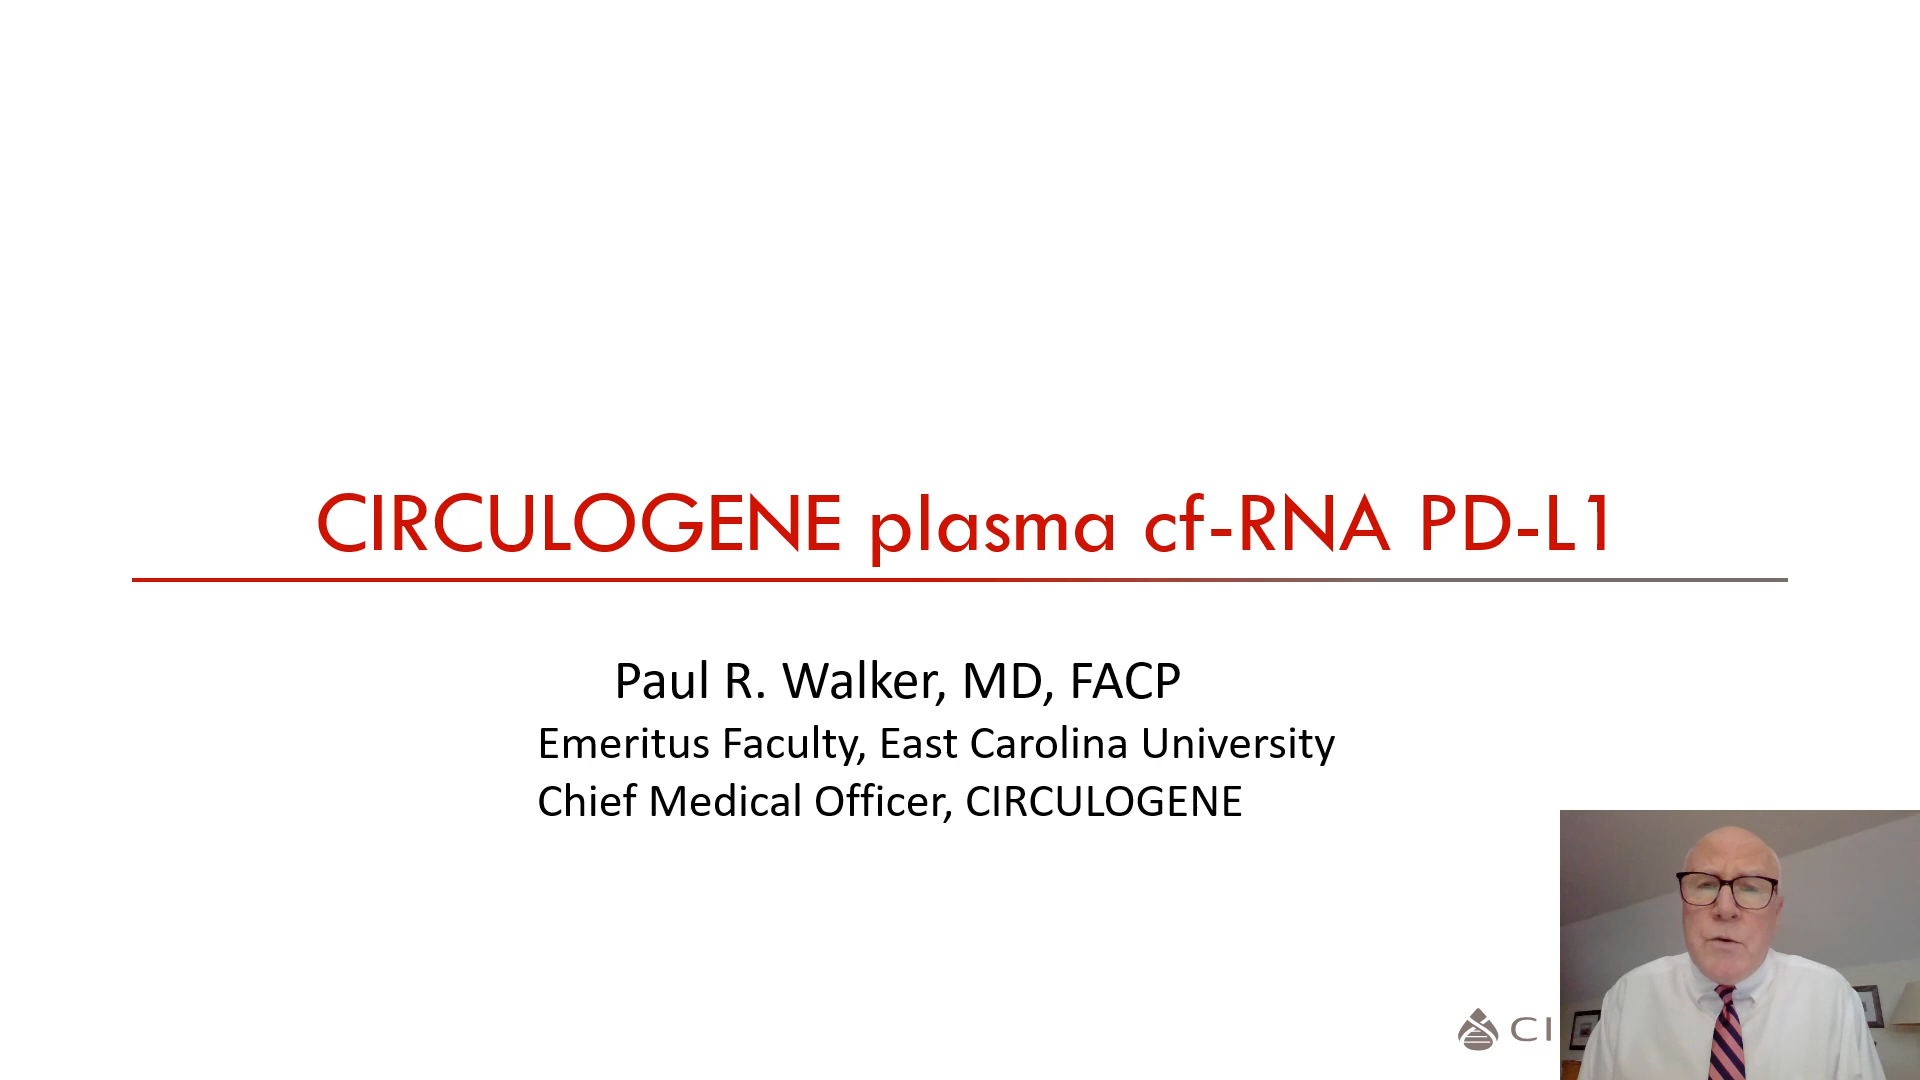 CIRCULOGENE plasma cf-RNA PD-L1
Paul R. Walker, MD, FACP
Emeritus Faculty, East Carolina University
Chief Medical Officer, CIRCULOGENE
CI